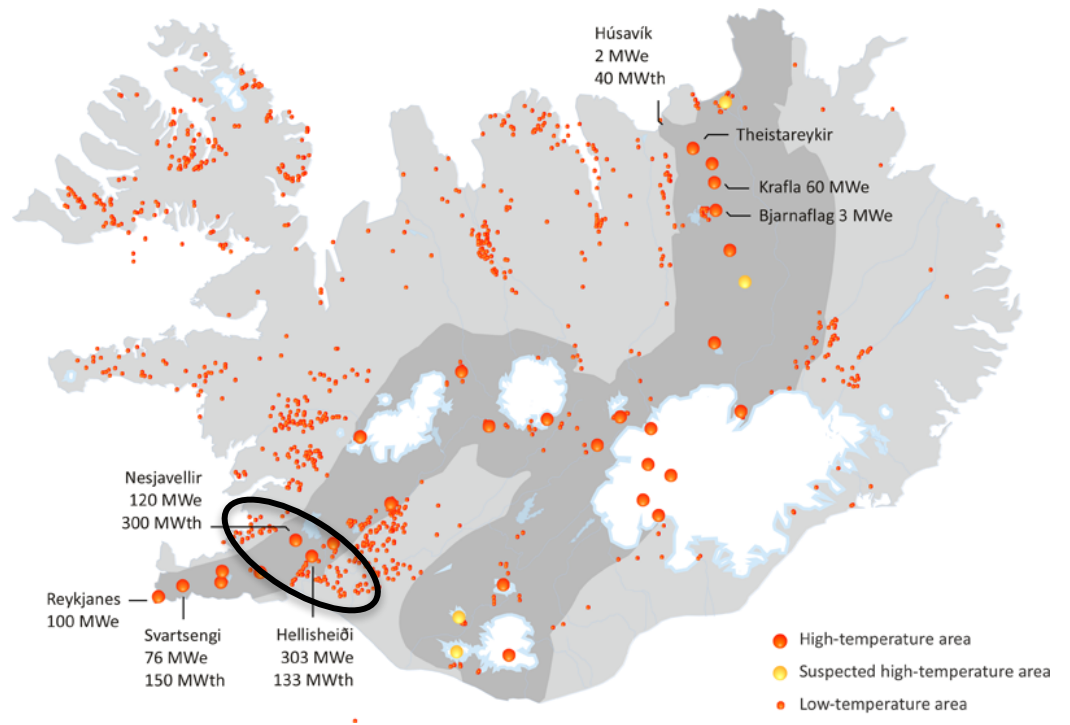 Húsavík
2 MWe
40 MWth
Theistareykir
Krafla 60 MWe
Bjarnaflag 3 MWe
Nesjavellir
120 MWe
300 MWth
Reykjanes
100 MWe
Svartsengi
76 MWe
150 MWth
Hellisheiði
303 MWe
133 MWth
High-temperature area
Suspected high-temperature area
Low-temperature area